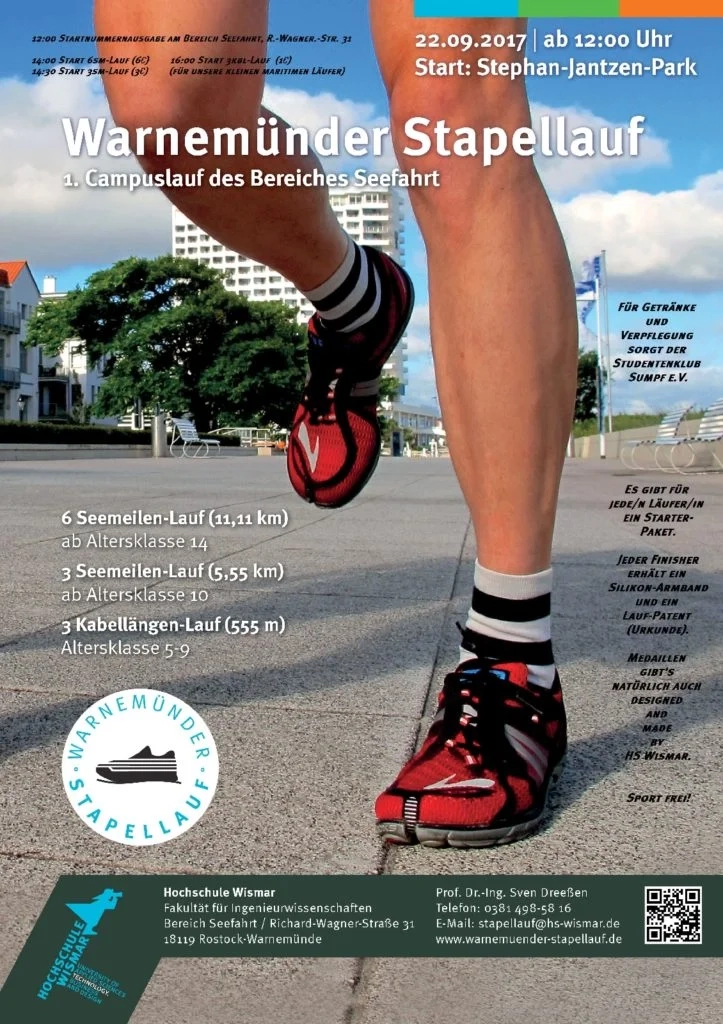 12:00 Startnummernausgabe am Bereich Seefahrt, R.-Wagner.-Str. 31
14:00 Start 6sm-Lauf (6€) 16:00 Start 3kbl-Lauf (1€)
14:30 Start 3sm-Lauf (3€) (für unsere kleinen maritimen Läufer)
22.09.2017 | ab 12:00 Uhr
Start: Stephan-Jantzen-Park
Warnemünder Stapellauf
1. Campuslauf des Bereiches Seefahrt
Für Getränke
und
Verpflegung
sorgt der
Studentenklub
Sumpf e.V.
Es gibt für
jede/n Läufer/in
ein Starter-
Paket.
Jeder Finisher
erhält ein
Silikon-Armband
und ein
Lauf-Patent
(Urkunde).
Medaillen
gibt's
natürlich auch
designed
and
made
by
HS Wismar.
Sport frei!
6 Seemeilen-Lauf (11,11 km)
ab Altersklasse 14
3 Seemeilen-Lauf (5,55 km)
ab Altersklasse 10
3 Kabellängen-Lauf (555 m)
Altersklasse 5-9
WARNEMÜNDER
STAPELLAUF
HOCHSCHULE
WISMAR
UNIVERSITY OF
APPLIED SCIENCES
TECHNOLOGY,
BUSINESS
AND DESIGN
Hochschule Wismar
Fakultät für Ingenieurwissenschaften
Bereich Seefahrt / Richard-Wagner-Straße 31
18119 Rostock-Warnemünde
Prof. Dr.-Ing. Sven Dreeßen
Telefon: 0381 498-58 16
E-Mail: stapellauf@hs-wismar.de
www.warnemuender-stapellauf.de